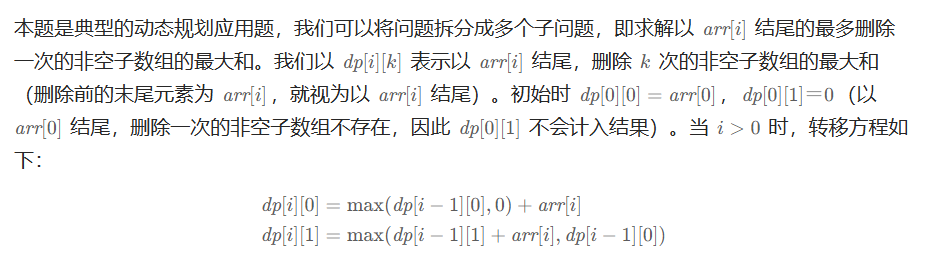 本题是典型的动态规划应用题，我们可以将问题拆分成多个子问题，即求解以 arr[i] 结尾的最多删除
一次的非空子数组的最大和。我们以 dp[i][k] 表示以 arr[i] 结尾，删除 k 次的非空子数组的最大和
（删除前的末尾元素为 arr[i]，就视为以 arr[i] 结尾）。初始时 dp[0][0] = arr[0]，dp[0][1]=0（以
arr[0] 结尾，删除一次的非空子数组不存在，因此 dp[0][1] 不会计入结果）。当 i > 0 时，转移方程如
下：
dp[i][0] = max(dp[i − 1][0], 0) + arr[i]
dp[i][1] = max(dp[i − 1][1] + arr[i], dp[i − 1][0])